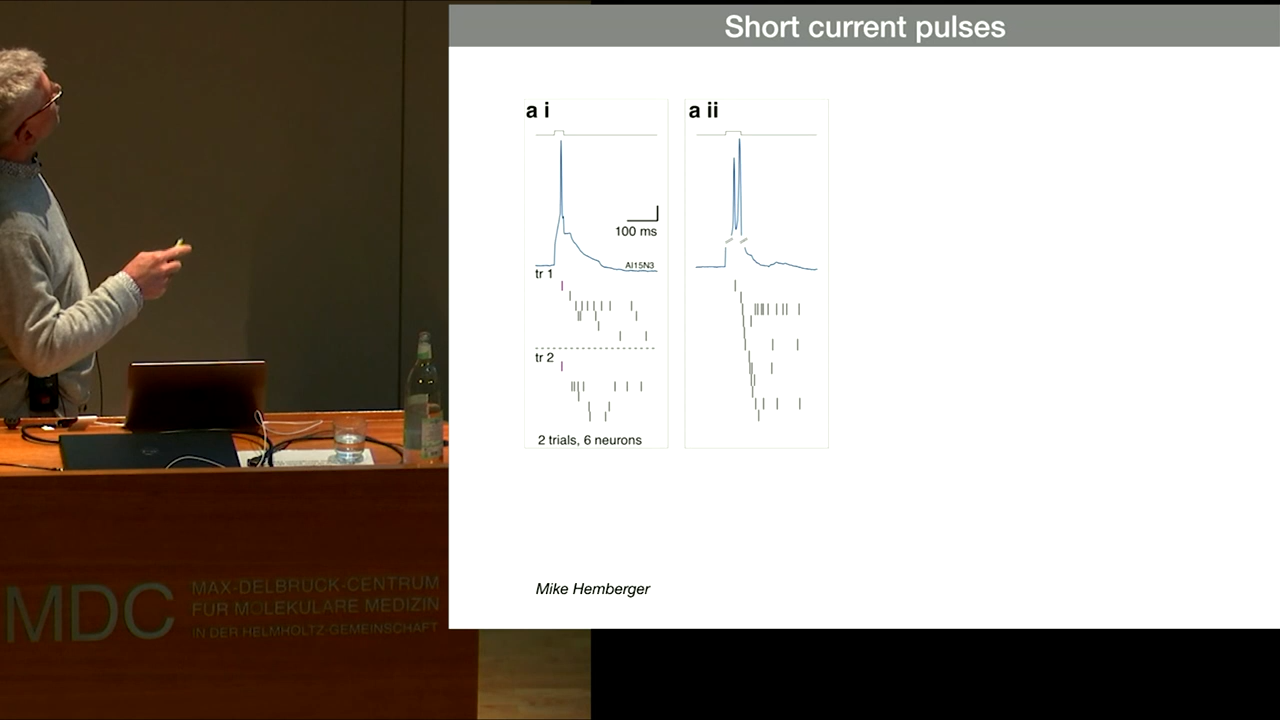 Short current pulses
a i
a ii
100 ms
AI15N3
tr 1
tr 2
2 trials, 6 neurons
Mike Hemberger
MDC
MAX-DELBRÜCK-CENTRUM
FÜR MOLEKULARE MEDIZIN
IN DER HELMHOLTZ-GEMEINSCHAFT